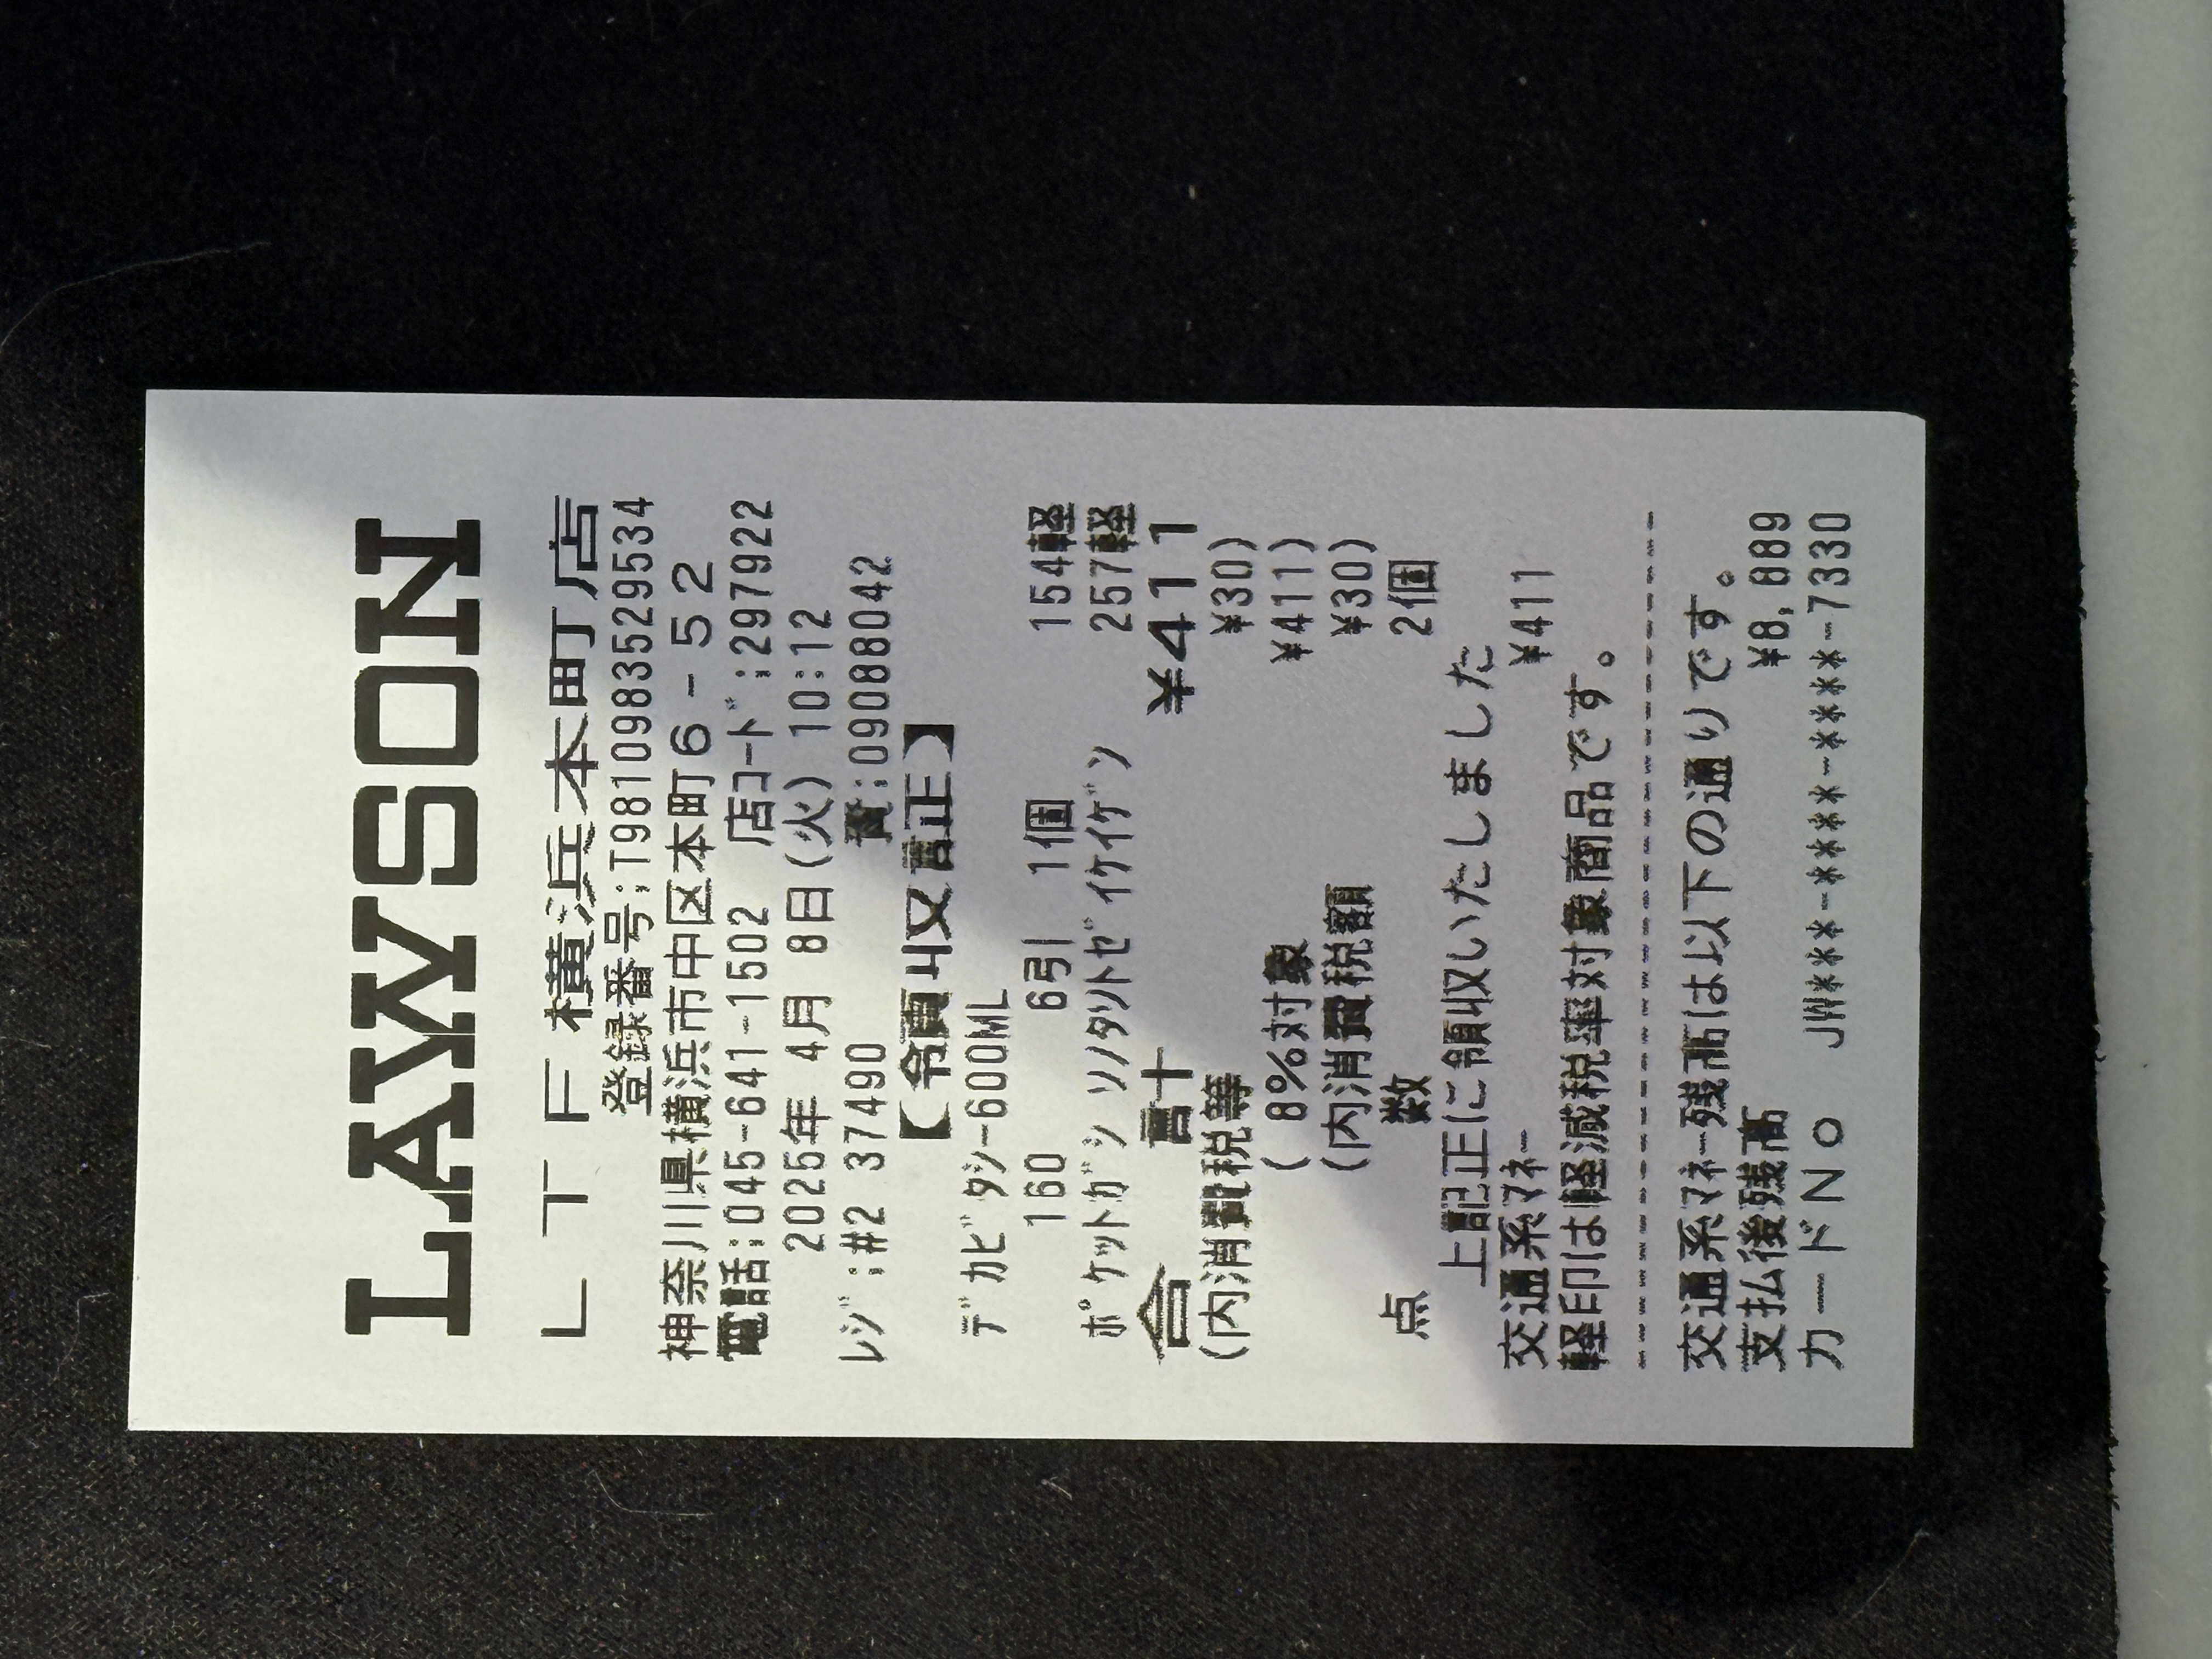 LAWSON
LTF横浜本町店
登録番号;T9810983529534
神奈川県横浜市中区本町6-52
電話;045-641-1502 店コード;297922
2025年 4月 8日(火) 10:12
レジ;#2 37490 責;09088042
【領収証】
デカビタシー600ML
160 6引 1個 154軽
ポケットガシ ソノタソトゼイケイゲン 257軽
合 計 ¥411
(内消費税等 ¥30)
( 8%対象 ¥411)
(内消費税額 ¥30)
点 数 2個
上記正に領収いたしました
交通系マネー ¥411
軽印は軽減税率対象商品です。
--------------------------------
交通系マネー残高は以下の通りです。
支払後残高 ¥8,889
カードNo JW***-****-****-7330